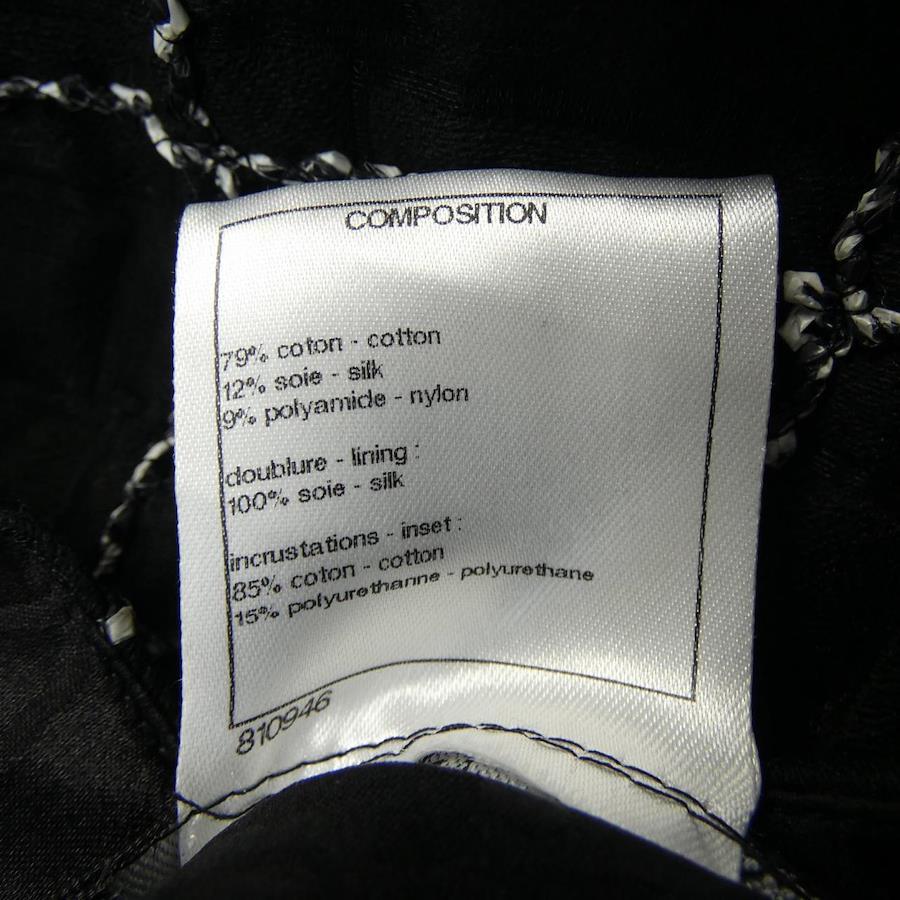 COMPOSITION
79% coton - cotton
12% soie - silk
9% polyamide - nylon
doublure - lining :
100% soie - silk
incrustations - inset :
85% coton - cotton
15% polyurethanne - polyurethane
810946